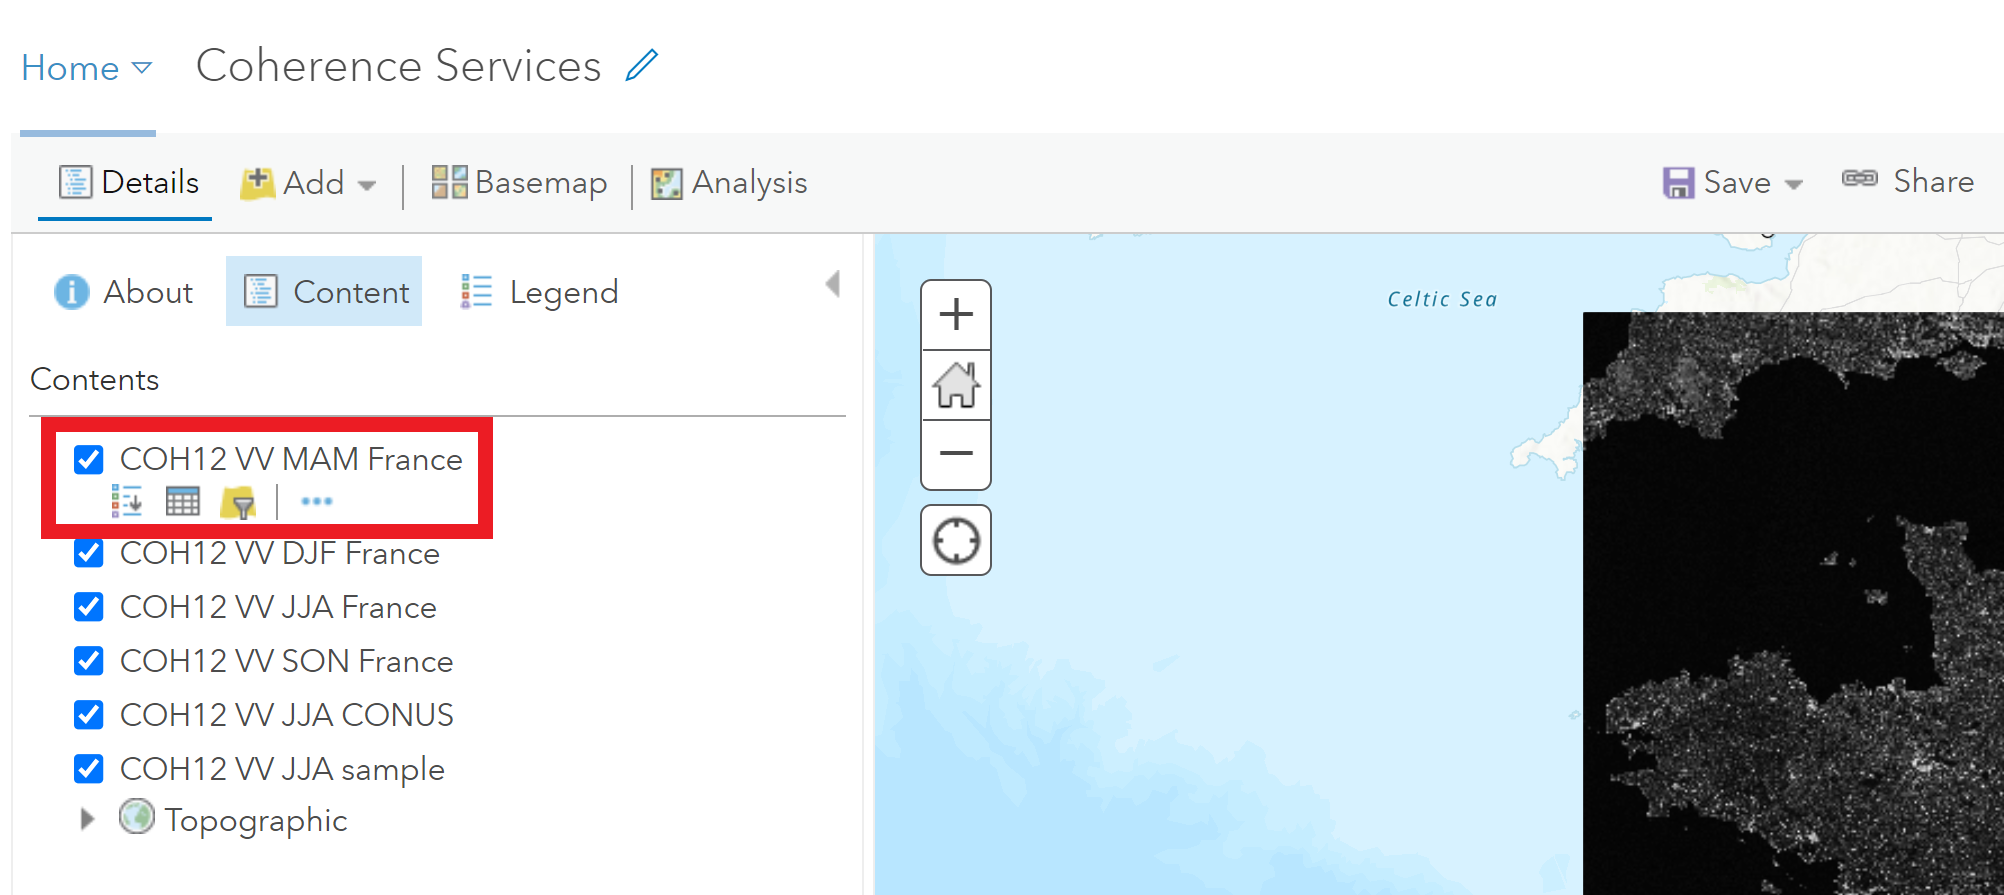 Home Coherence Services
Details Add Basemap Analysis Save Share
About Content Legend
Celtic Sea
Contents
COH12 VV MAM France
COH12 VV DJF France
COH12 VV JJA France
COH12 VV SON France
COH12 VV JJA CONUS
COH12 VV JJA sample
Topographic